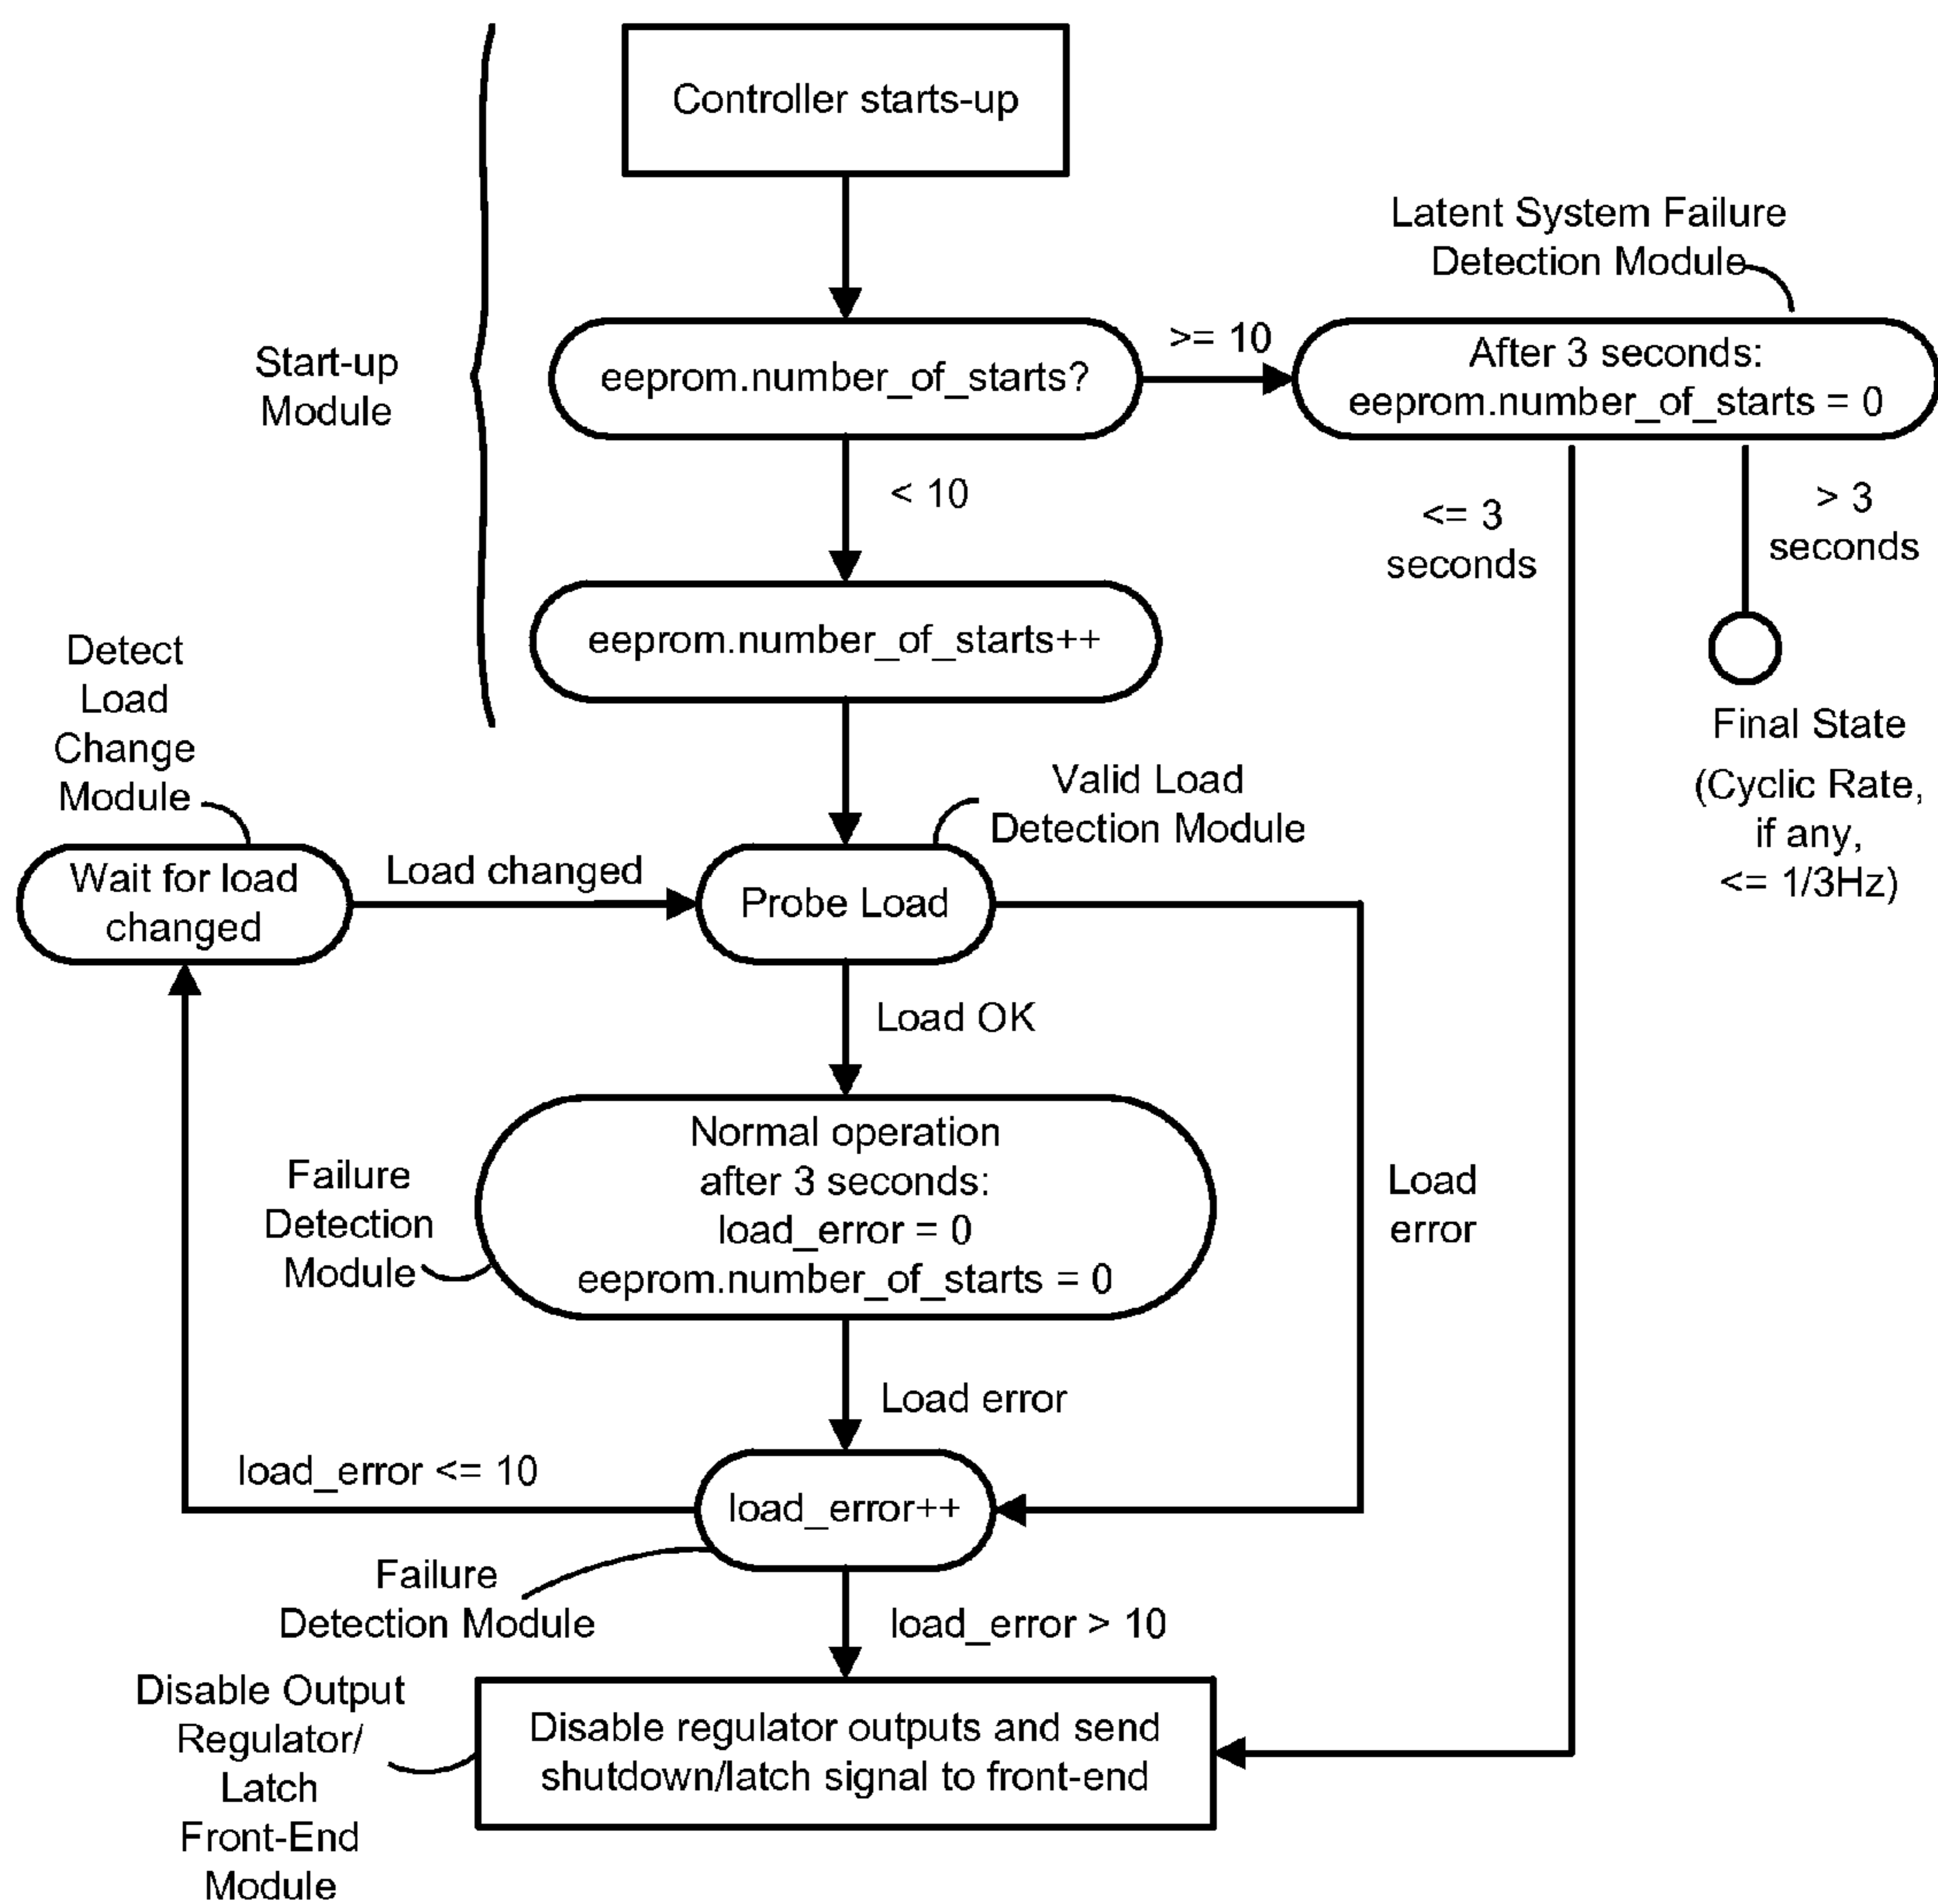 Controller starts-up
Latent System Failure
Detection Module
Start-up
Module
eeprom.number_of_starts?
>= 10
After 3 seconds:
eeprom.number_of_starts = 0
< 10
<= 3
seconds
> 3
seconds
eeprom.number_of_starts++
Detect
Load
Change
Module
Final State
(Cyclic Rate,
if any,
<= 1/3Hz)
Valid Load
Detection Module
Wait for load
changed
Load changed
Probe Load
Load OK
Normal operation
after 3 seconds:
load_error = 0
eeprom.number_of_starts = 0
Failure
Detection
Module
Load
error
Load error
load_error <= 10
load_error++
Failure
Detection Module
load_error > 10
Disable Output
Regulator/
Latch
Front-End
Module
Disable regulator outputs and send
shutdown/latch signal to front-end